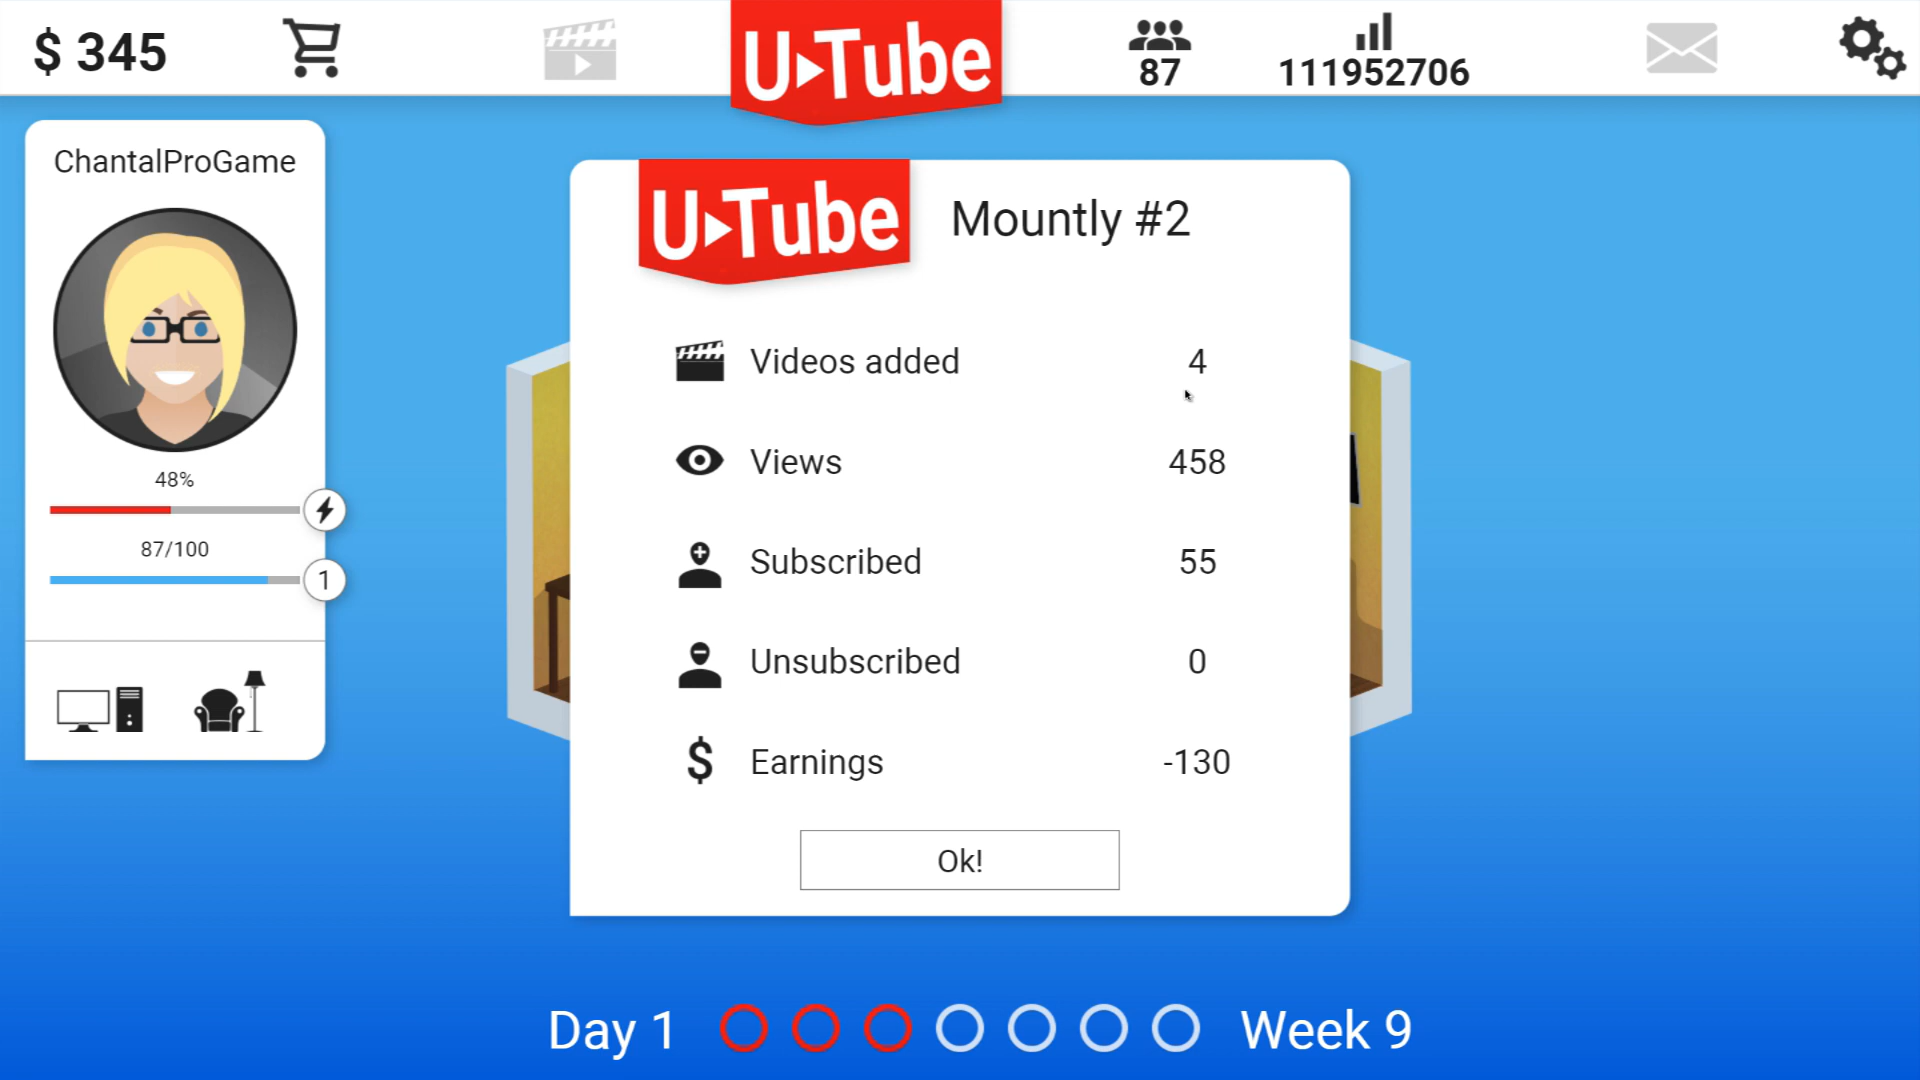 $ 345
U Tube
87
111952706
ChantalProGame
48%
87/100
1
U Tube
Mountly #2
Videos added 4
Views 458
Subscribed 55
Unsubscribed 0
$ Earnings -130
Ok!
Day 1
Week 9